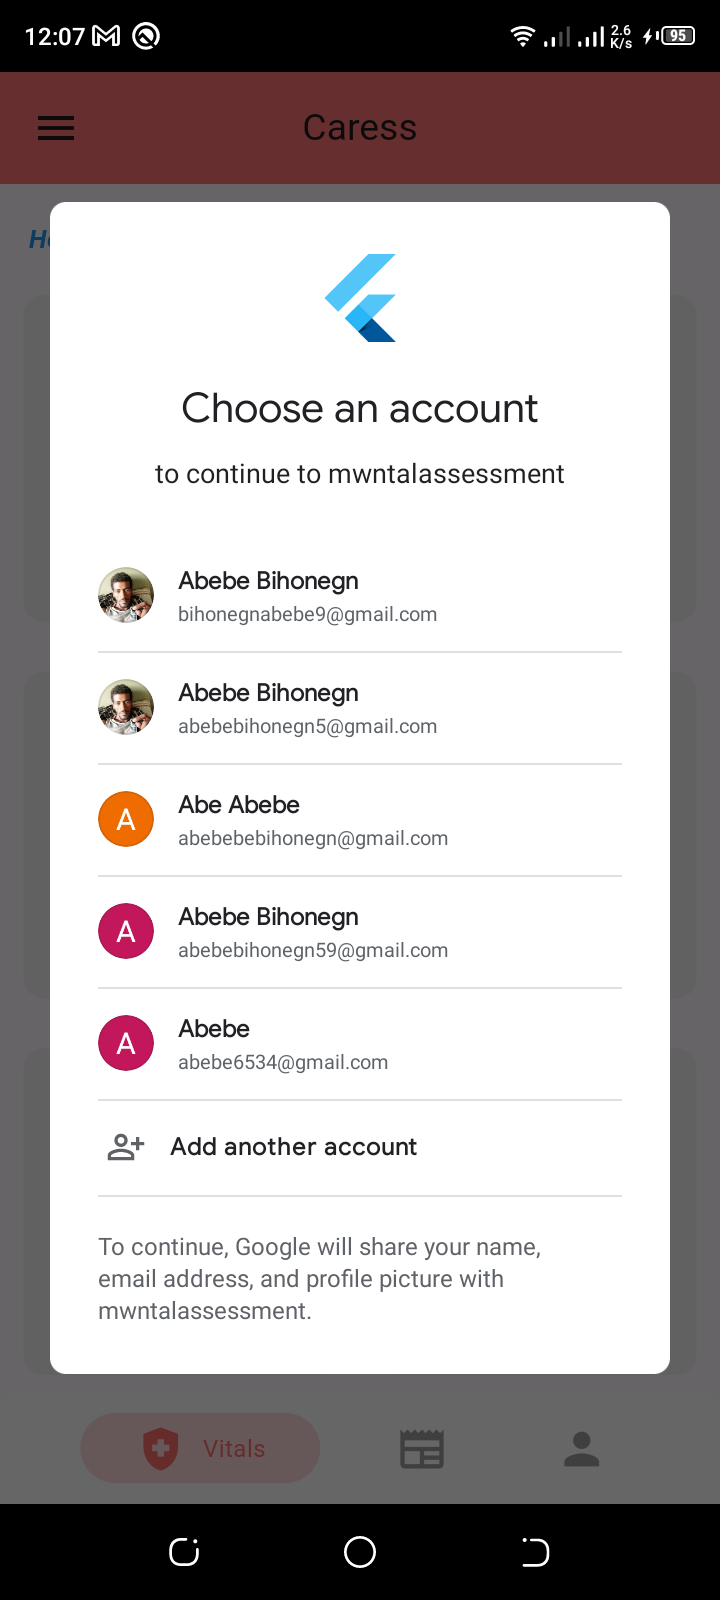 12:07
2.6
K/s
95
Caress
Choose an account
to continue to mwntalassessment
Abebe Bihonegn
bihonegnabebe9@gmail.com
Abebe Bihonegn
abebebihonegn5@gmail.com
A
Abe Abebe
abebebebihonegn@gmail.com
A
Abebe Bihonegn
abebebihonegn59@gmail.com
A
Abebe
abebe6534@gmail.com
Add another account
To continue, Google will share your name,
email address, and profile picture with
mwntalassessment.
Vitals